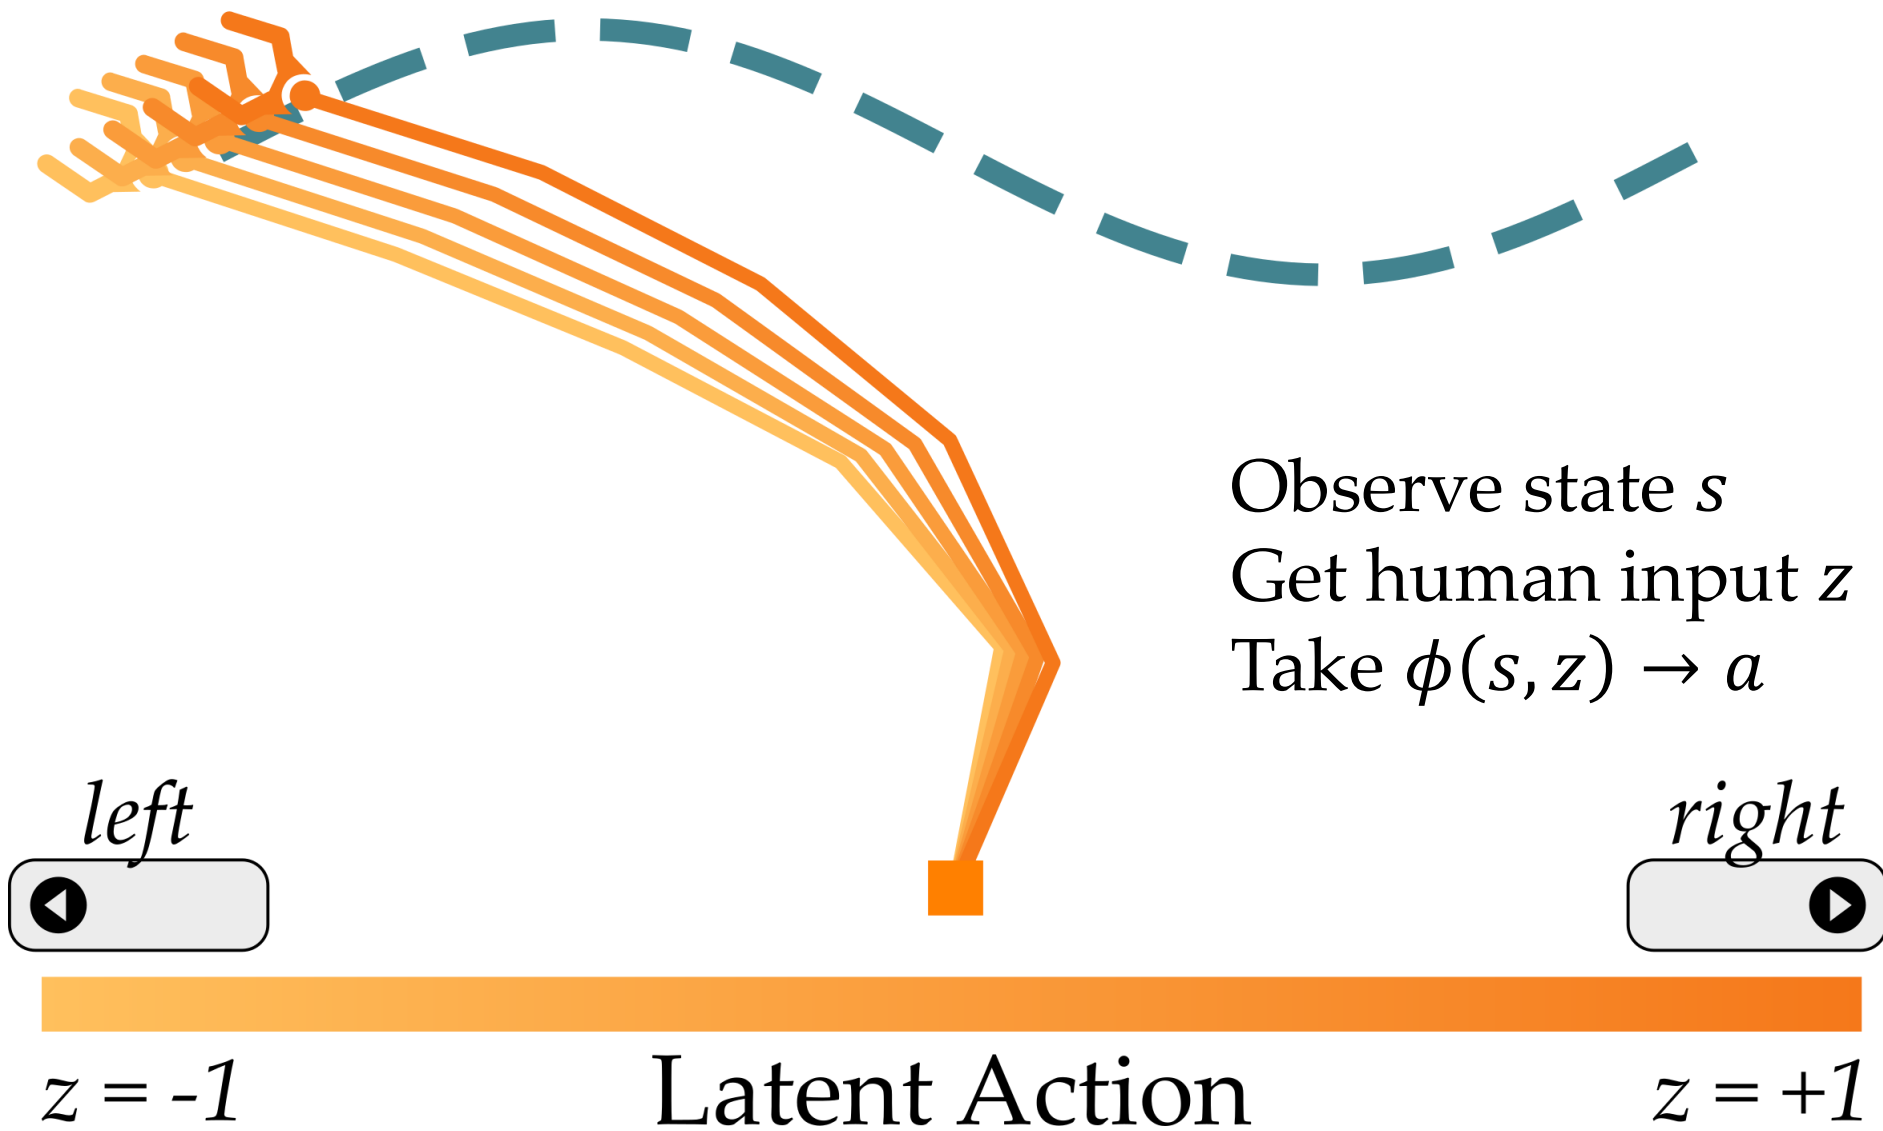 Observe state s
Get human input z
Take ϕ(s, z) → a
left
right
z = -1
Latent Action
z = +1